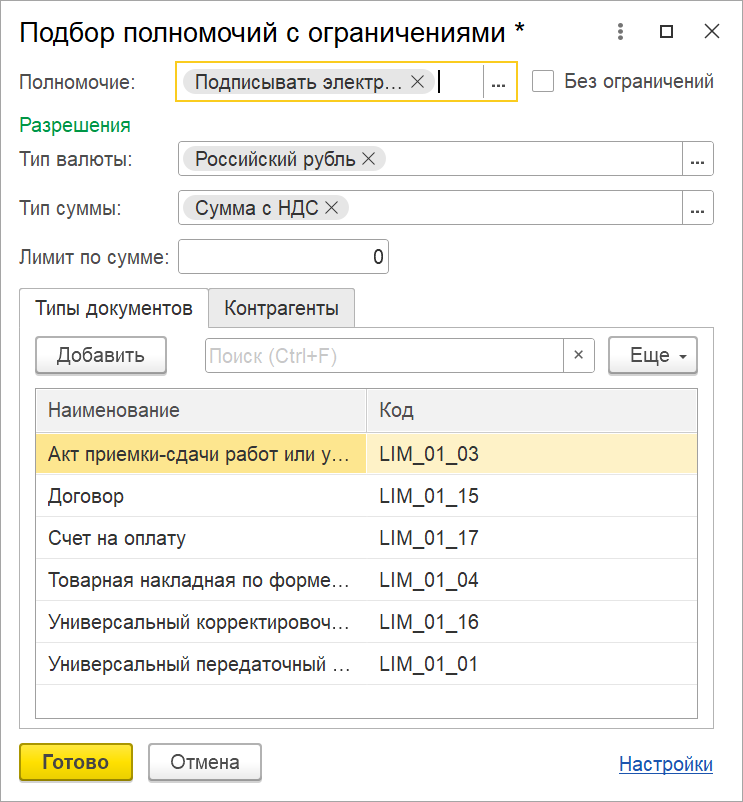 Подбор полномочий с ограничениями *
Полномочие: Подписывать электр... ... Без ограничений
Разрешения
Тип валюты: Российский рубль ...
Тип суммы: Сумма с НДС ...
Лимит по сумме: 0
Типы документов Контрагенты
Добавить Поиск (Ctrl+F) × Еще
Наименование Код
Акт приемки-сдачи работ или у... LIM_01_03
Договор LIM_01_15
Счет на оплату LIM_01_17
Товарная накладная по форме... LIM_01_04
Универсальный корректировоч... LIM_01_16
Универсальный передаточный ... LIM_01_01
Готово Отмена Настройки